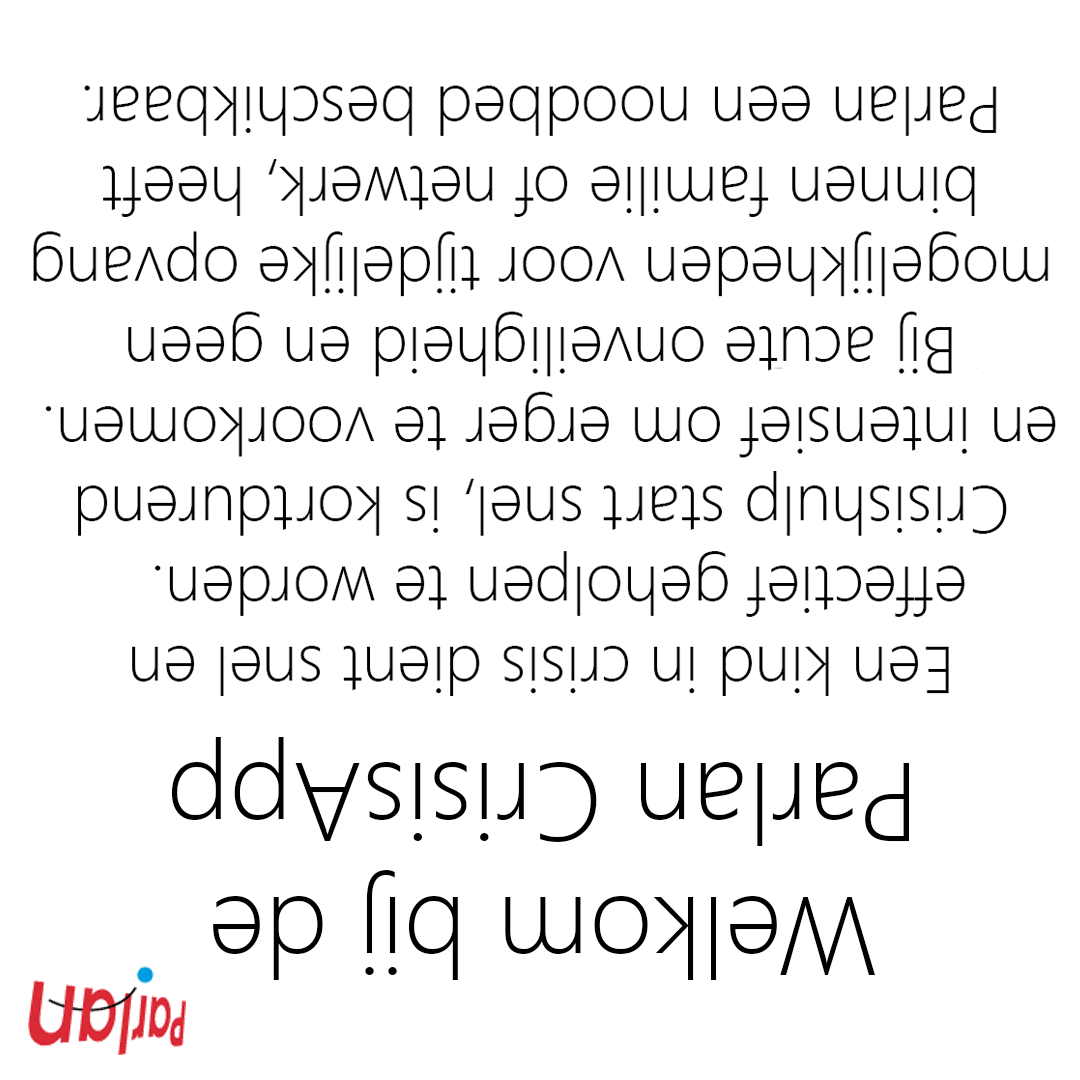 Welkom bij de
Parlan CrisisApp
Een kind in crisis dient snel en
effectief geholpen te worden.
Crisishulp start snel, is kortdurend
en intensief om erger te voorkomen.
Bij acute onveiligheid en geen
mogelijkheden voor tijdelijke opvang
binnen familie of netwerk, heeft
Parlan een noodbed beschikbaar.
Parlan